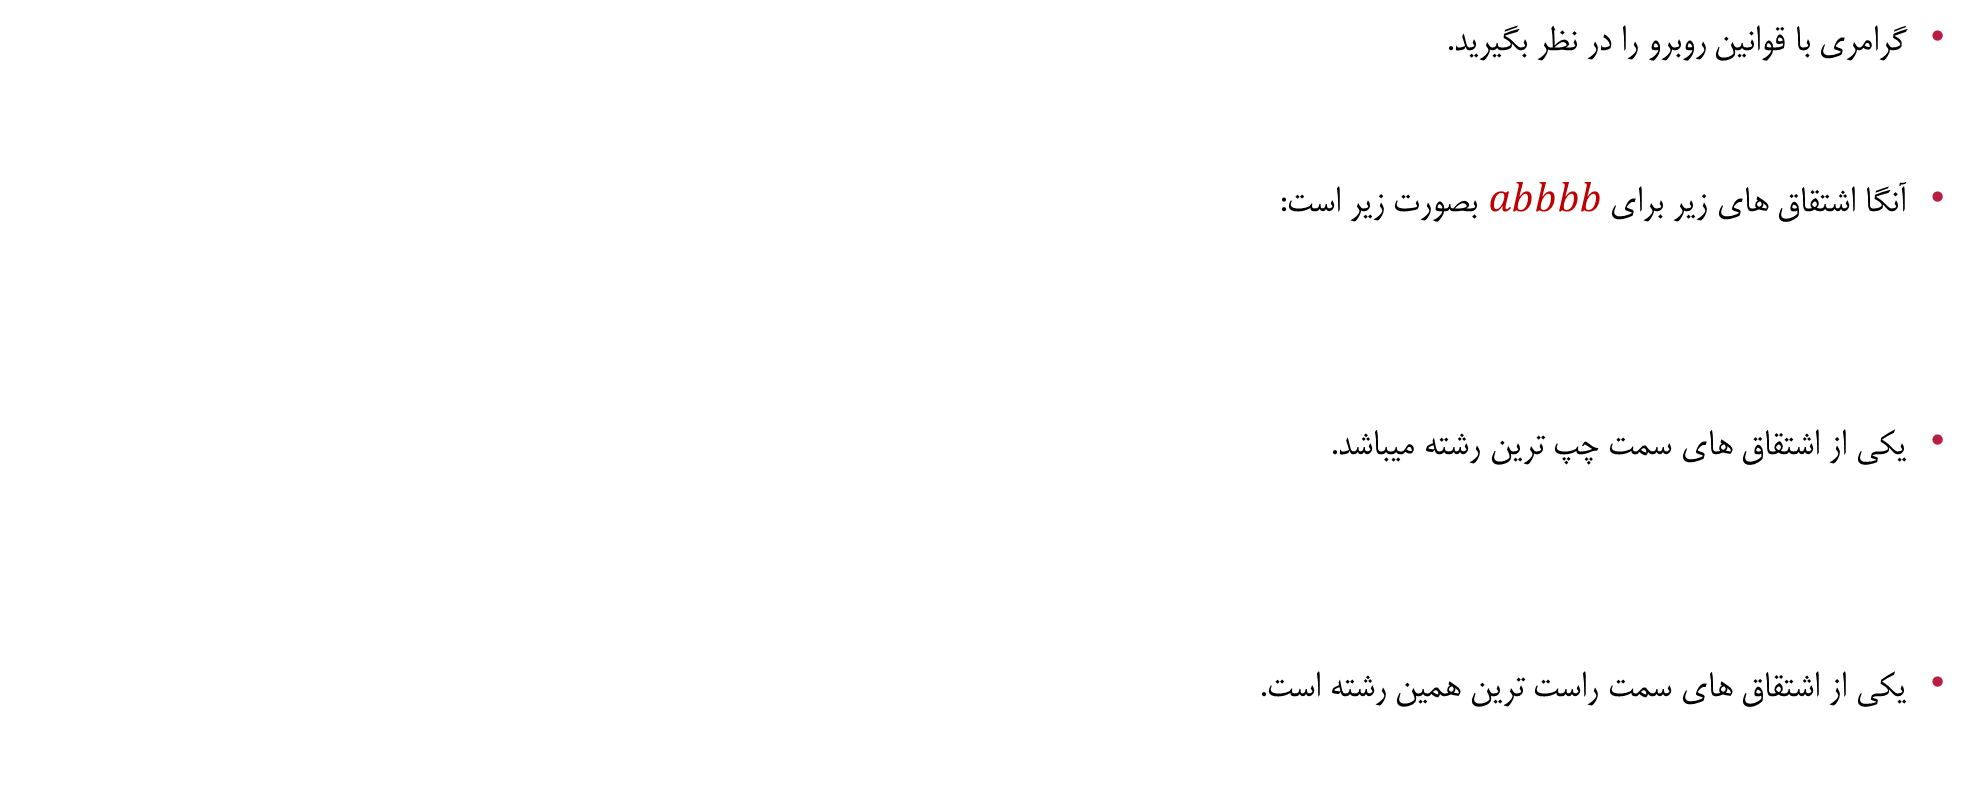 • گرامری با قوانین روبرو را در نظر بگیرید.
• آنگا اشتقاق های زیر برای abbbb بصورت زیر است:
• یکی از اشتقاق های سمت چپ ترین رشته میباشد.
• یکی از اشتقاق های سمت راست ترین همین رشته است.